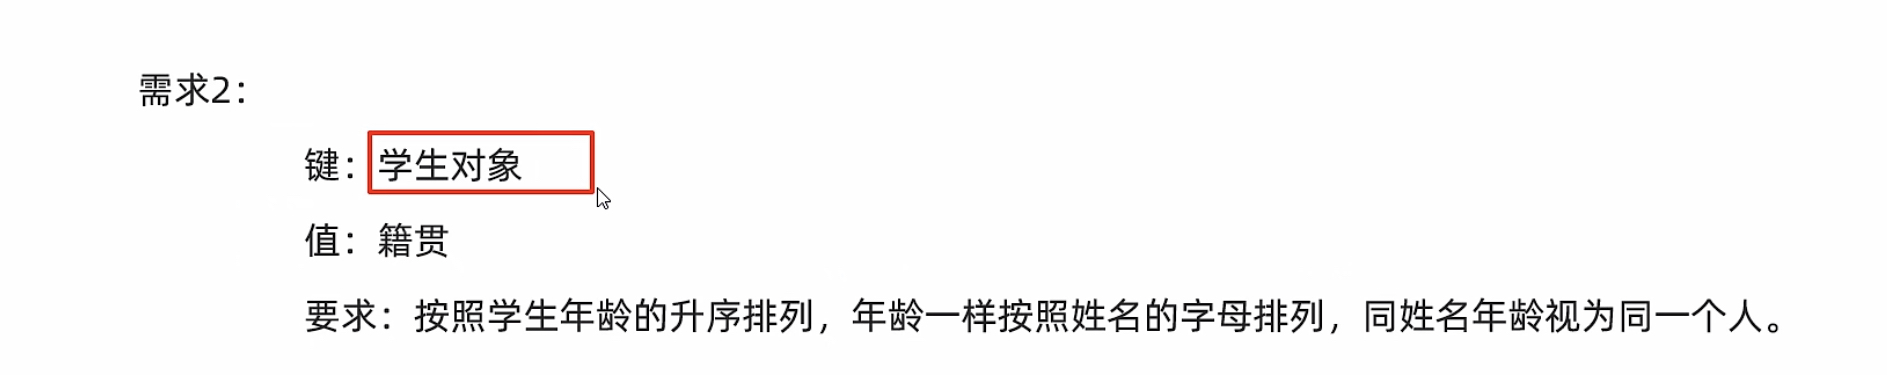 需求2：
键：学生对象
值：籍贯
要求：按照学生年龄的升序排列，年龄一样按照姓名的字母排列，同姓名年龄视为同一个人。